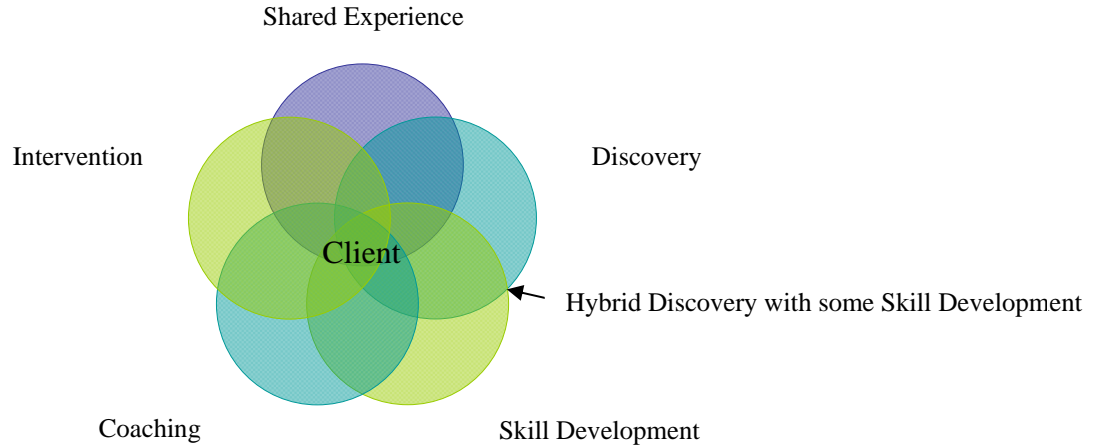 Shared Experience
Intervention
Discovery
Client
Hybrid Discovery with some Skill Development
Coaching
Skill Development